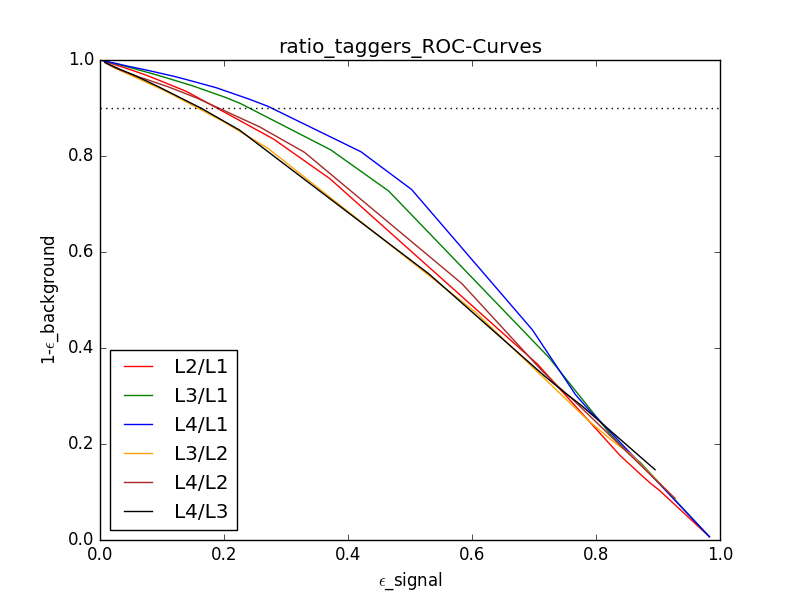 ratio_taggers_ROC-Curves
1.0
0.8
0.6
0.4
0.2
0.0
1-ϵ_background
L2/L1
L3/L1
L4/L1
L3/L2
L4/L2
L4/L3
0.0 0.2 0.4 0.6 0.8 1.0
ϵ_signal